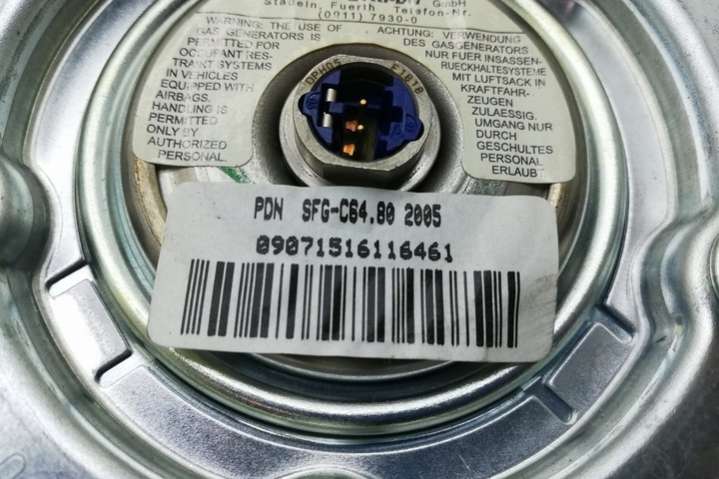 GmbH
Stadeln, Fuerth Telefon-Nr.
(0911) 7930-0
WARNING: THE USE OF
GAS GENERATORS IS
PERMITTED FOR
OCCUPANT RES-
TRAINT SYSTEMS
IN VEHICLES
EQUIPPED WITH
AIRBAGS.
HANDLING IS
PERMITTED
ONLY BY
AUTHORIZED
PERSONAL.
ACHTUNG: VERWENDUNG
DES GASGENERATORS
NUR FUER INSASSEN-
RUECKHALTESYSTEME
MIT LUFTSACK IN
KRAFTFAHR-
ZEUGEN
ZULAESSIG.
UMGANG NUR
DURCH
GESCHULTES
PERSONAL
ERLAUBT
DPH05
E1818
PDN SFG-C64.80 2005
09071516116461